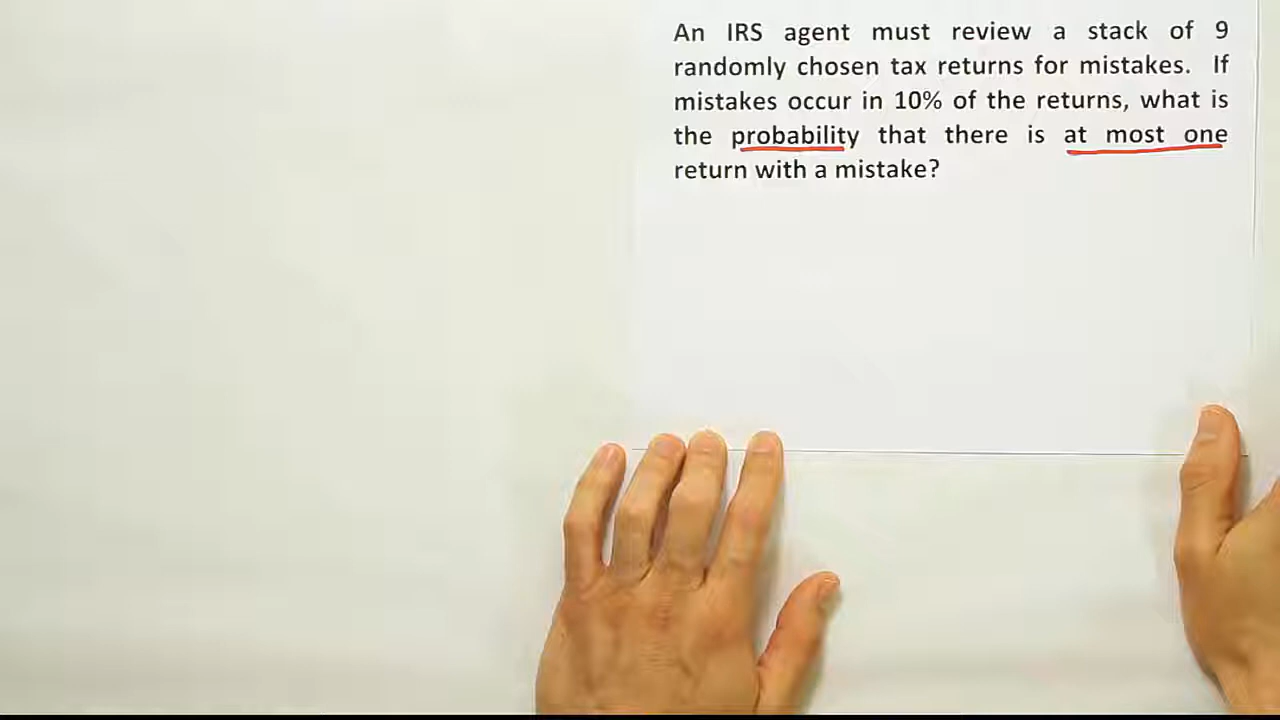 An IRS agent must review a stack of 9
randomly chosen tax returns for mistakes. If
mistakes occur in 10% of the returns, what is
the probability that there is at most one
return with a mistake?